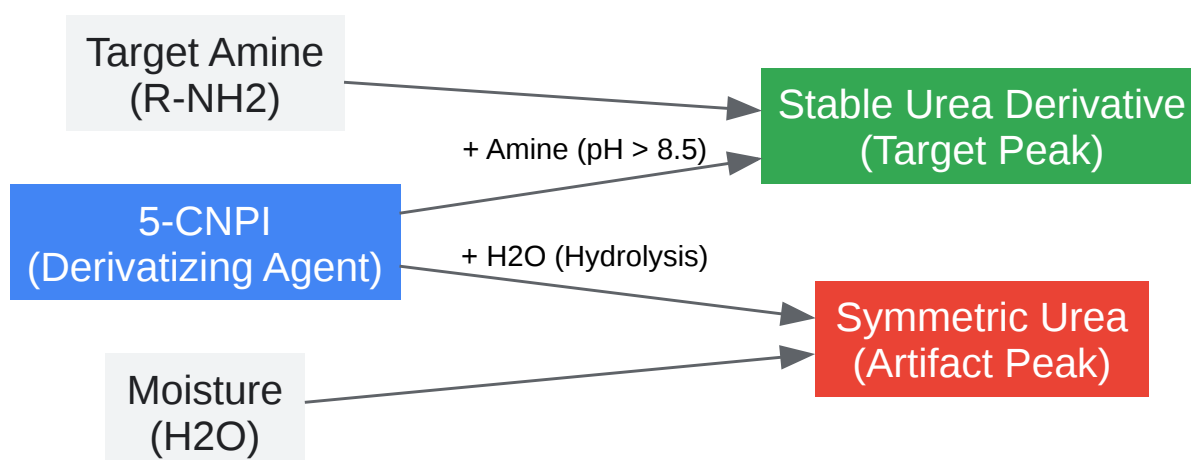 Target Amine
(R-NH2)
Stable Urea Derivative
(Target Peak)
+ Amine (pH > 8.5)
5-CNPI
(Derivatizing Agent)
+ H2O (Hydrolysis)
Symmetric Urea
(Artifact Peak)
Moisture
(H2O)